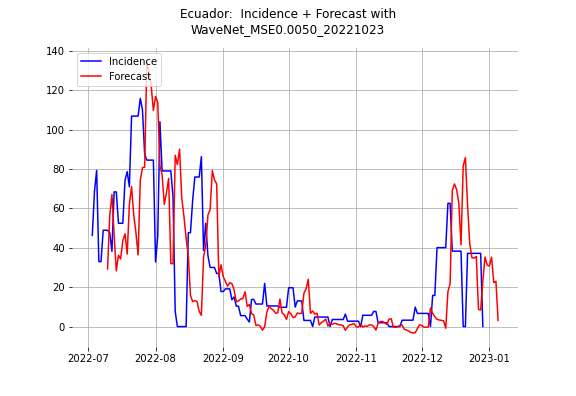 Ecuador:  Incidence + Forecast with
WaveNet_MSE0.0050_20221023
Incidence
Forecast
140
120
100
80
60
40
20
0
2022-07 2022-08 2022-09 2022-10 2022-11 2022-12 2023-01